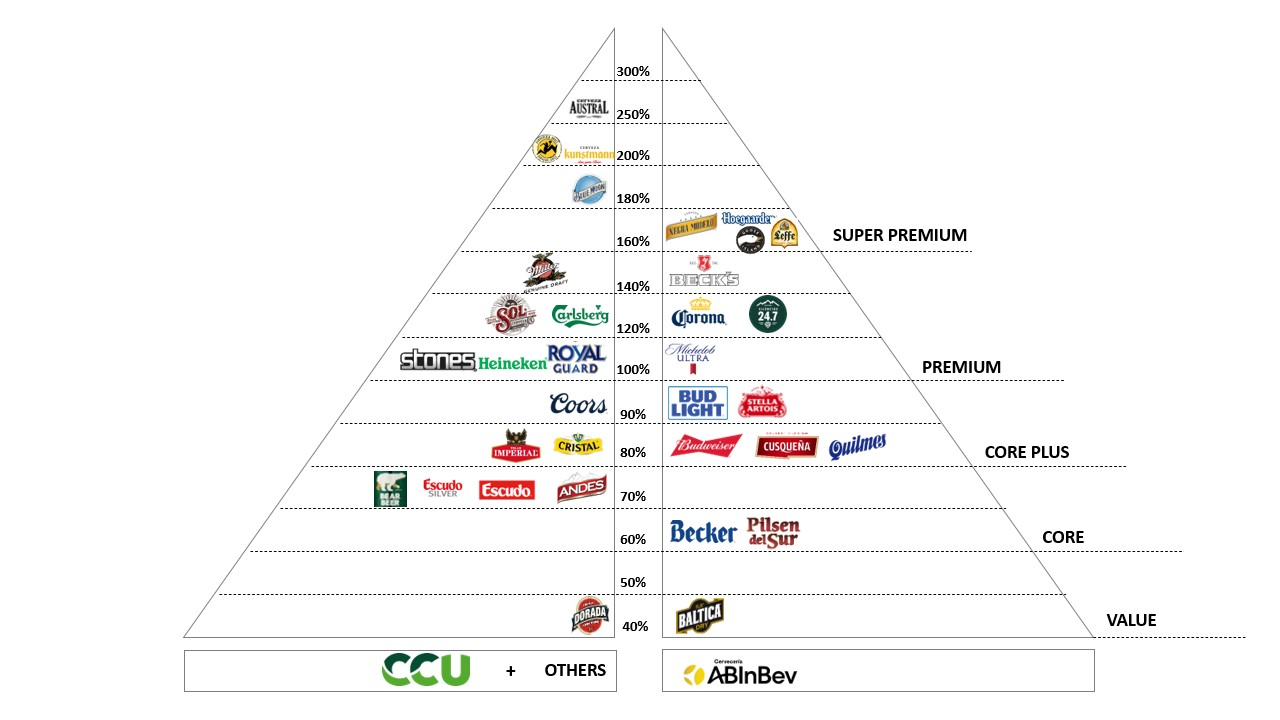 300%
CERVEZA
AUSTRAL
250%
CERVEZA
kunstmann
200%
BLUE MOON
180%
NEGRA MODELO
Hoegaarden
GOOSE ISLAND
Leffe
SUPER PREMIUM
160%
Miller
GENUINE DRAFT
BECK'S
140%
SOL
Carlsberg
Corona
24.7
120%
stones
Heineken
ROYAL
GUARD
Michelob
ULTRA
PREMIUM
100%
Coors
BUD
LIGHT
STELLA
ARTOIS
90%
IMPERIAL
CRISTAL
Budweiser
CUSQUEÑA
Quilmes
CORE PLUS
80%
BEAR
BEER
Escudo
SILVER
Escudo
ANDES
70%
Becker
Pilsen
del Sur
CORE
60%
50%
DORADA
BALTICA
DRY
VALUE
40%
CCU + OTHERS
Cervecería
ABInBev